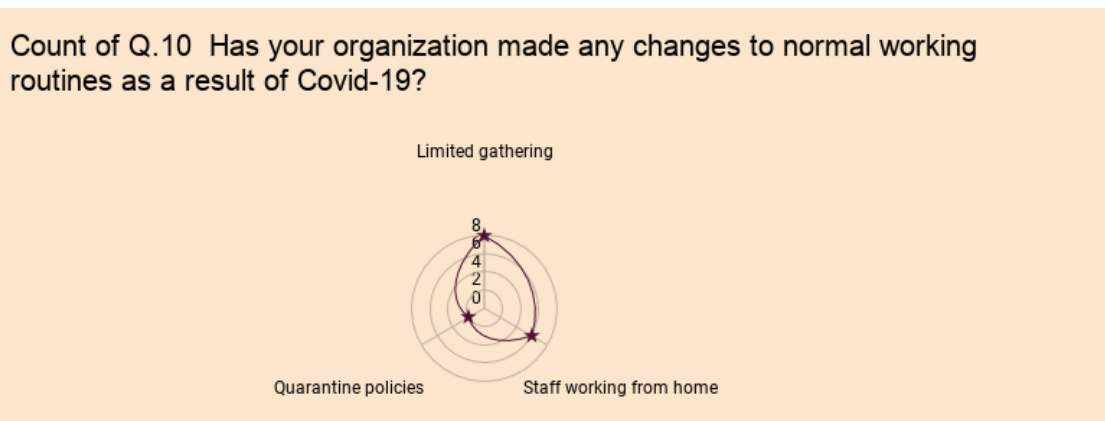 Count of Q.10  Has your organization made any changes to normal working
routines as a result of Covid-19?
Limited gathering
8
6
4
2
0
Quarantine policies
Staff working from home